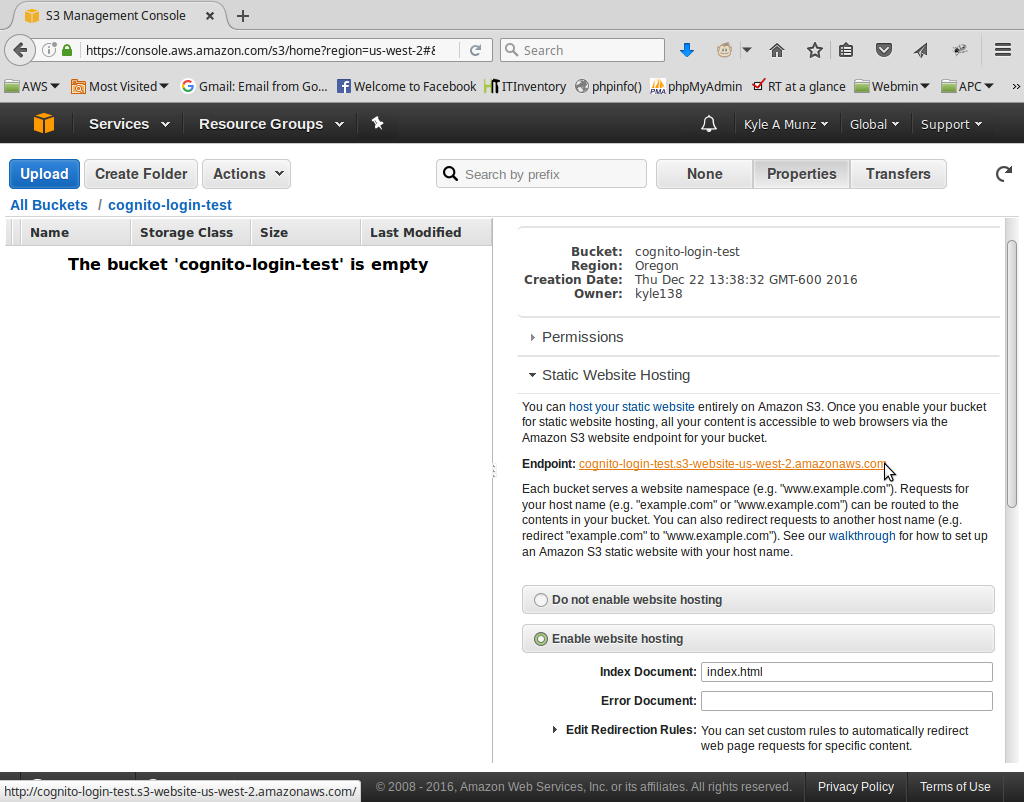 S3 Management Console
https://console.aws.amazon.com/s3/home?region=us-west-2#&
Search
AWS
Most Visited
Gmail: Email from Go...
Welcome to Facebook
ITInventory
phpinfo()
phpMyAdmin
RT at a glance
Webmin
APC
Services
Resource Groups
Kyle A Munz
Global
Support
Upload
Create Folder
Actions
Search by prefix
None
Properties
Transfers
All Buckets / cognito-login-test
Name
Storage Class
Size
Last Modified
The bucket 'cognito-login-test' is empty
Bucket: cognito-login-test
Region: Oregon
Creation Date: Thu Dec 22 13:38:32 GMT-600 2016
Owner: kyle138
Permissions
Static Website Hosting
You can host your static website entirely on Amazon S3. Once you enable your bucket
for static website hosting, all your content is accessible to web browsers via the
Amazon S3 website endpoint for your bucket.
Endpoint: cognito-login-test.s3-website-us-west-2.amazonaws.com
Each bucket serves a website namespace (e.g. "www.example.com"). Requests for
your host name (e.g. "example.com" or "www.example.com") can be routed to the
contents in your bucket. You can also redirect requests to another host name (e.g.
redirect "example.com" to "www.example.com"). See our walkthrough for how to set up
an Amazon S3 static website with your host name.
Do not enable website hosting
Enable website hosting
Index Document: index.html
Error Document:
Edit Redirection Rules: You can set custom rules to automatically redirect
web page requests for specific content.
http://cognito-login-test.s3-website-us-west-2.amazonaws.com/
© 2008 - 2016, Amazon Web Services, Inc. or its affiliates. All rights reserved.
Privacy Policy
Terms of Use